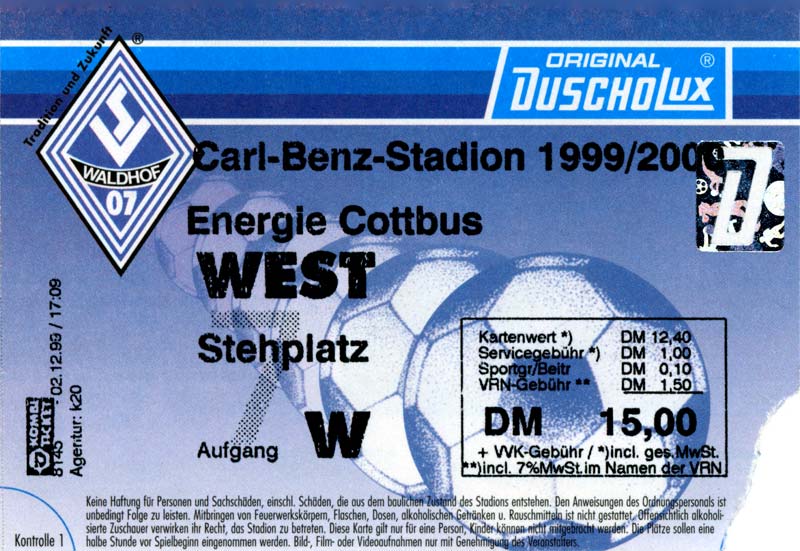 Tradition und Zukunft
®
WALDHOF
07
ORIGINAL ®
DUSCHOLUX
Carl-Benz-Stadion 1999/2000
Energie Cottbus
WEST
7
Stehplatz
Aufgang W
Kartenwert *) DM 12,40
Servicegebühr *) DM 1,00
Sportgr/Beitr DM 0,10
VRN-Gebühr ** DM 1,50
DM 15,00
+ VVK-Gebühr / *)incl. ges.MwSt.
**)incl. 7%MwSt.im Namen der VRN
KOMBI
TICKET
8145 02.12.99 / 17:09
Agentur: k20
Kontrolle 1
Keine Haftung für Personen und Sachschäden, einschl. Schäden, die aus dem baulichen Zustand des Stadions entstehen. Den Anweisungen des Ordnungspersonals ist
unbedingt Folge zu leisten. Mitbringen von Feuerwerkskörpern, Flaschen, Dosen, alkoholischen Getränken u. Rauschmitteln ist nicht gestattet. Offensichtlich alkoholi-
sierte Zuschauer verwirken ihr Recht, das Stadion zu betreten. Diese Karte gilt nur für eine Person, Kinder können nicht mitgebracht werden. Die Plätze sollen eine
halbe Stunde vor Spielbeginn eingenommen werden. Bild-, Film- oder Videoaufnahmen nur mit Genehmigung des Veranstalters.